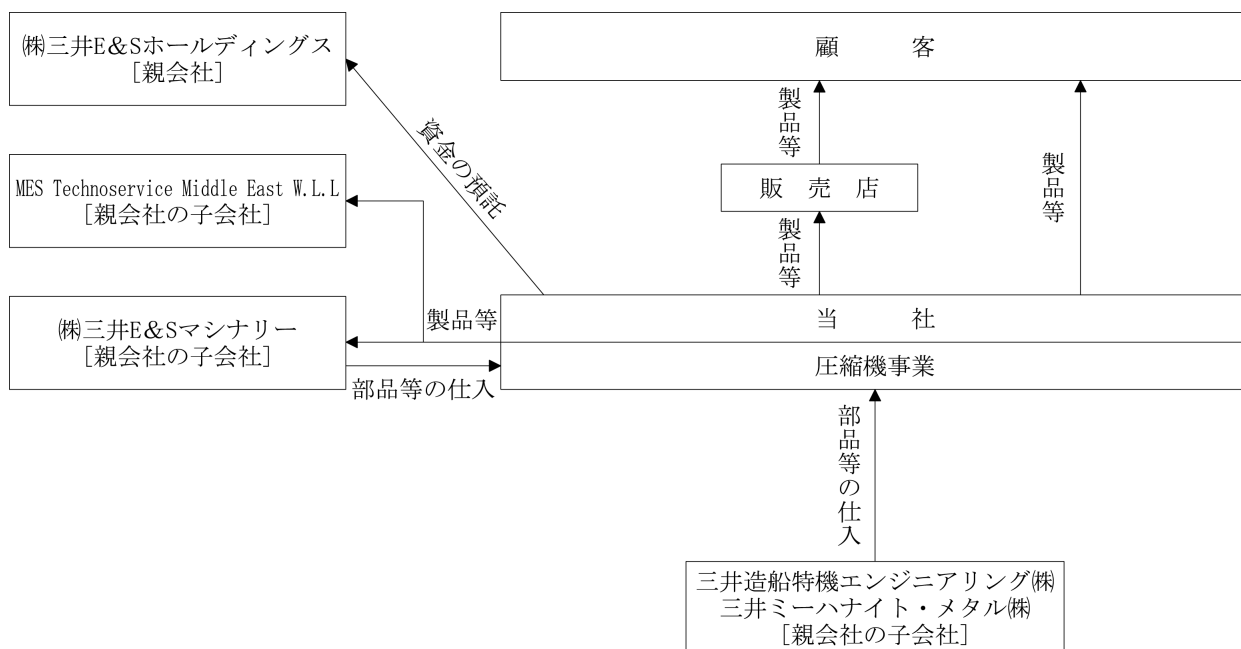 ㈱三井E&Sホールディングス
[親会社]
顧　　　客
製品等
資金の預託
MES Technoservice Middle East W.L.L
[親会社の子会社]
販　売　店
製品等
製品等
㈱三井E&Sマシナリー
[親会社の子会社]
製品等
当　　　社
部品等の仕入
圧縮機事業
部品等の仕入
三井造船特機エンジニアリング㈱
三井ミーハナイト・メタル㈱
[親会社の子会社]